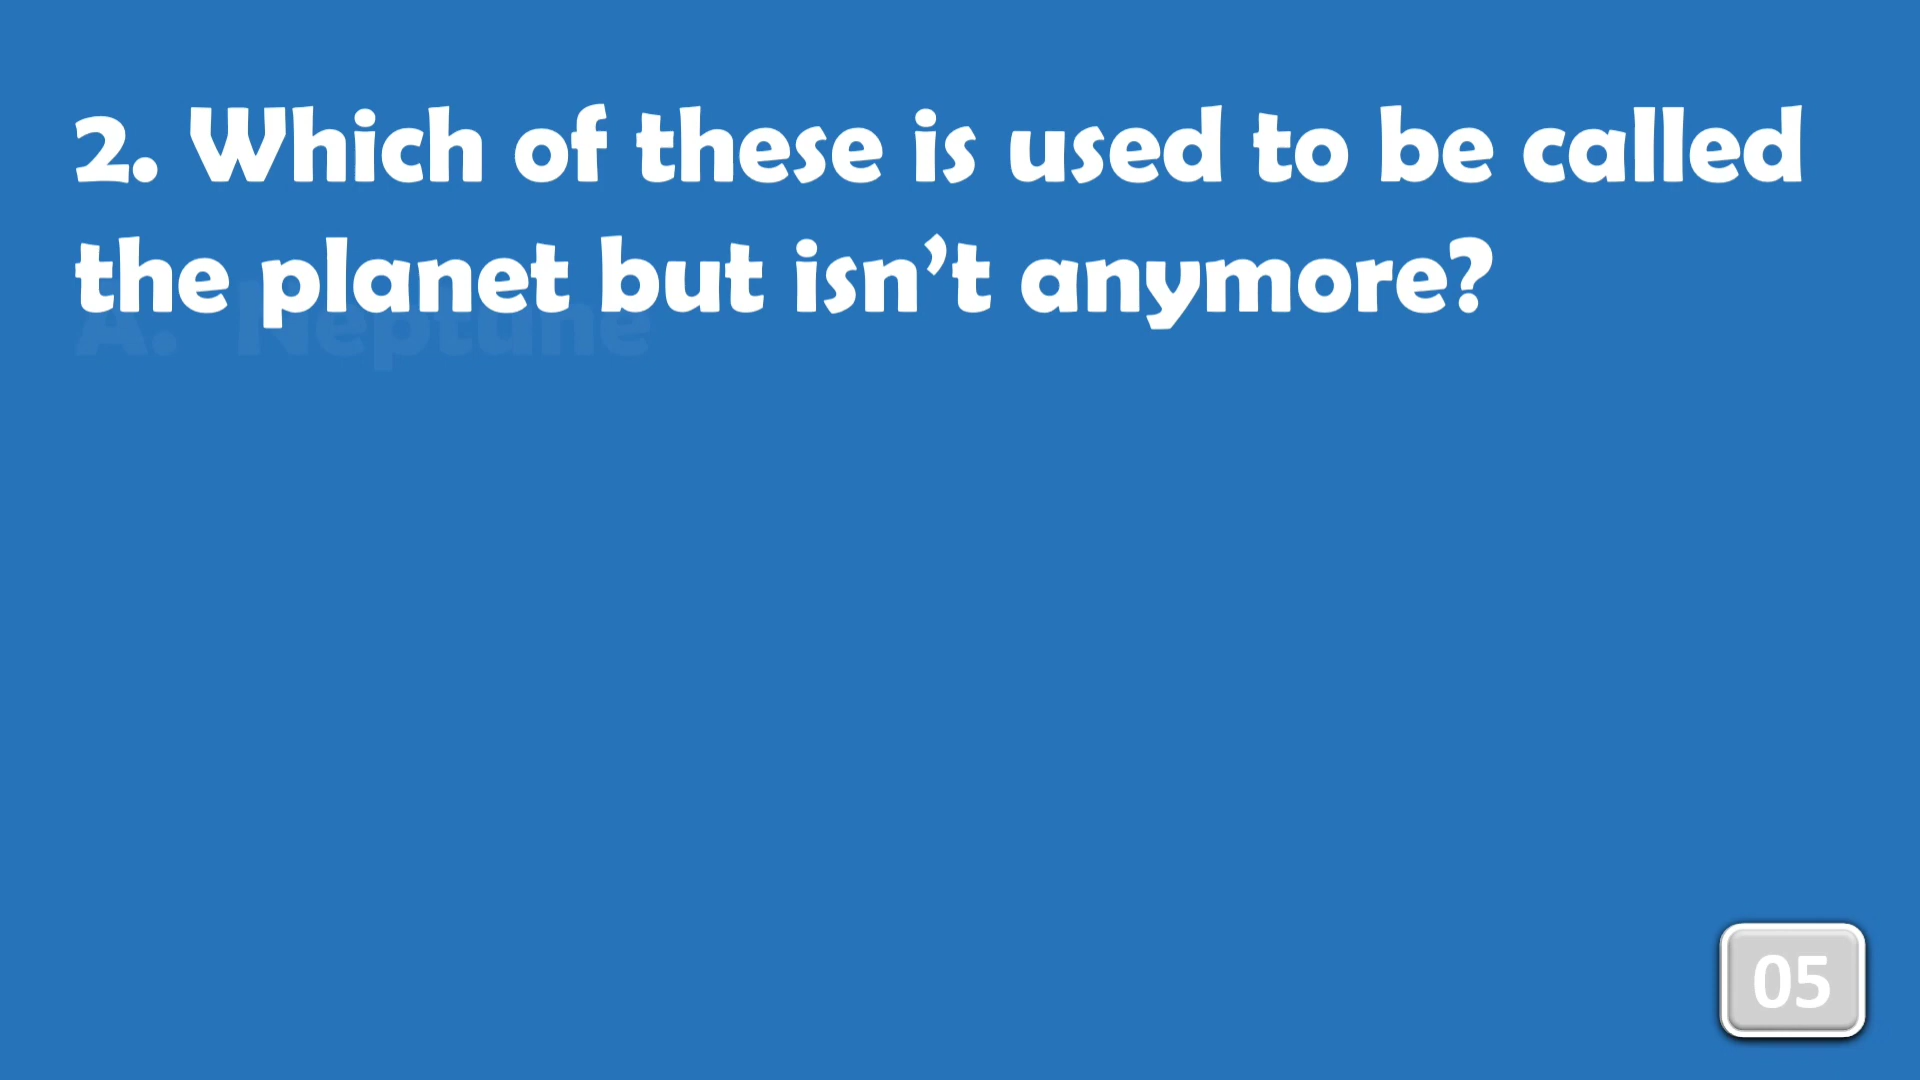 2. Which of these is used to be called
the planet but isn’t anymore?
A. Neptune
05